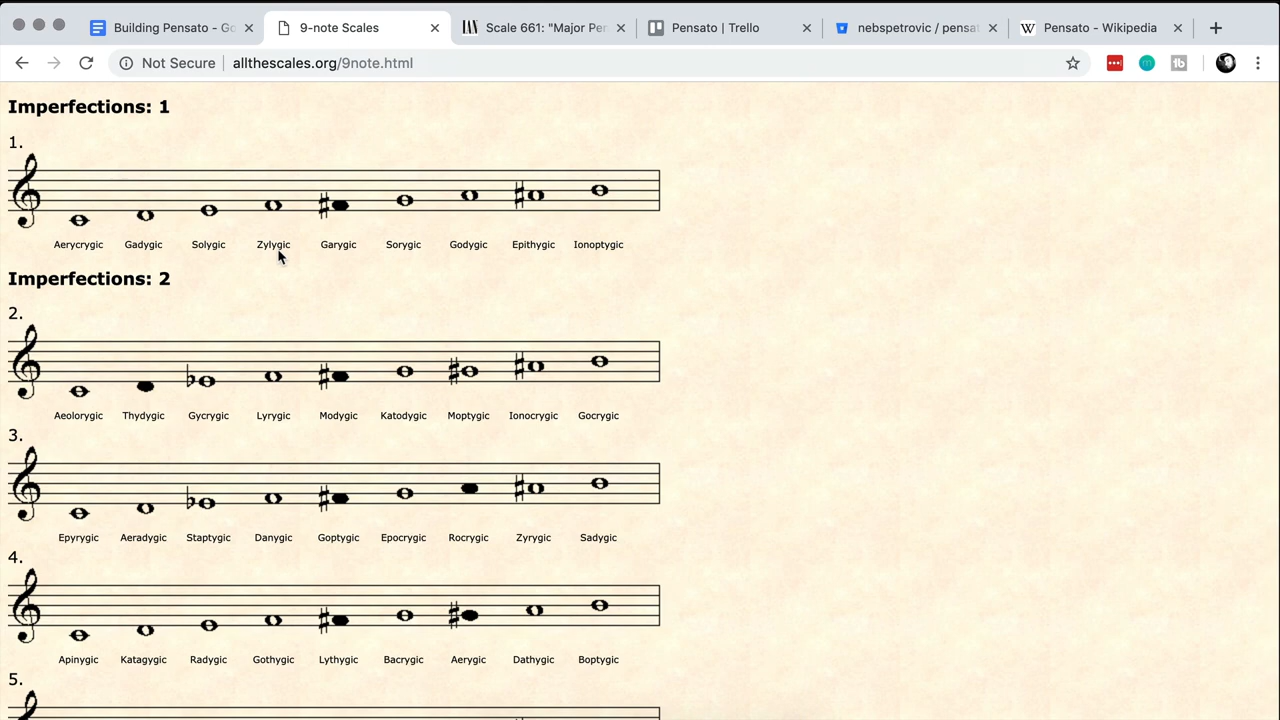 Building Pensato - Go
9-note Scales
Scale 661: "Major Pen
Pensato | Trello
nebspetrovic / pensat
W Pensato - Wikipedia
Not Secure | allthescales.org/9note.html
Imperfections: 1
1.
Aerycrygic Gadygic Solygic Zylygic Garygic Sorygic Godygic Epithygic Ionoptygic
Imperfections: 2
2.
Aeolorygic Thydygic Gycrygic Lyrygic Modygic Katodygic Moptygic Ionocrygic Gocrygic
3.
Epyrygic Aeradygic Staptygic Danygic Goptygic Epocrygic Rocrygic Zyrygic Sadygic
4.
Apinygic Katagygic Radygic Gothygic Lythygic Bacrygic Aerygic Dathygic Boptygic
5.